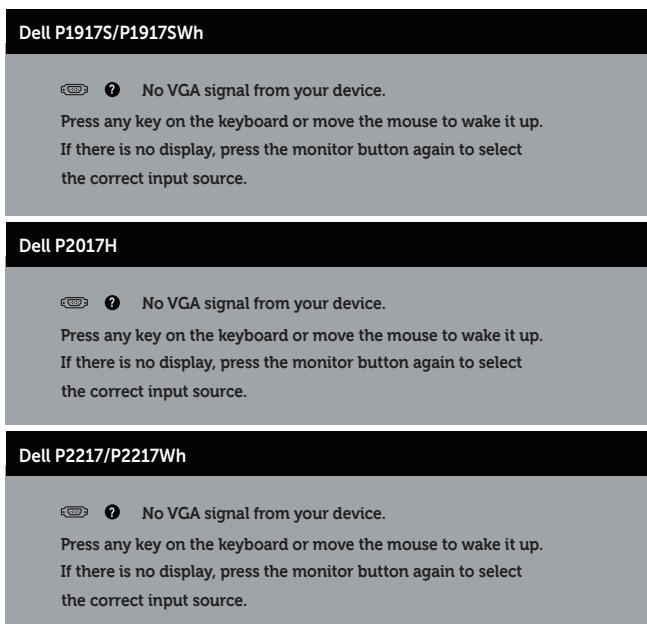 Dell P1917S/P1917SWh
? No VGA signal from your device.
Press any key on the keyboard or move the mouse to wake it up.
If there is no display, press the monitor button again to select
the correct input source.
Dell P2017H
? No VGA signal from your device.
Press any key on the keyboard or move the mouse to wake it up.
If there is no display, press the monitor button again to select
the correct input source.
Dell P2217/P2217Wh
? No VGA signal from your device.
Press any key on the keyboard or move the mouse to wake it up.
If there is no display, press the monitor button again to select
the correct input source.